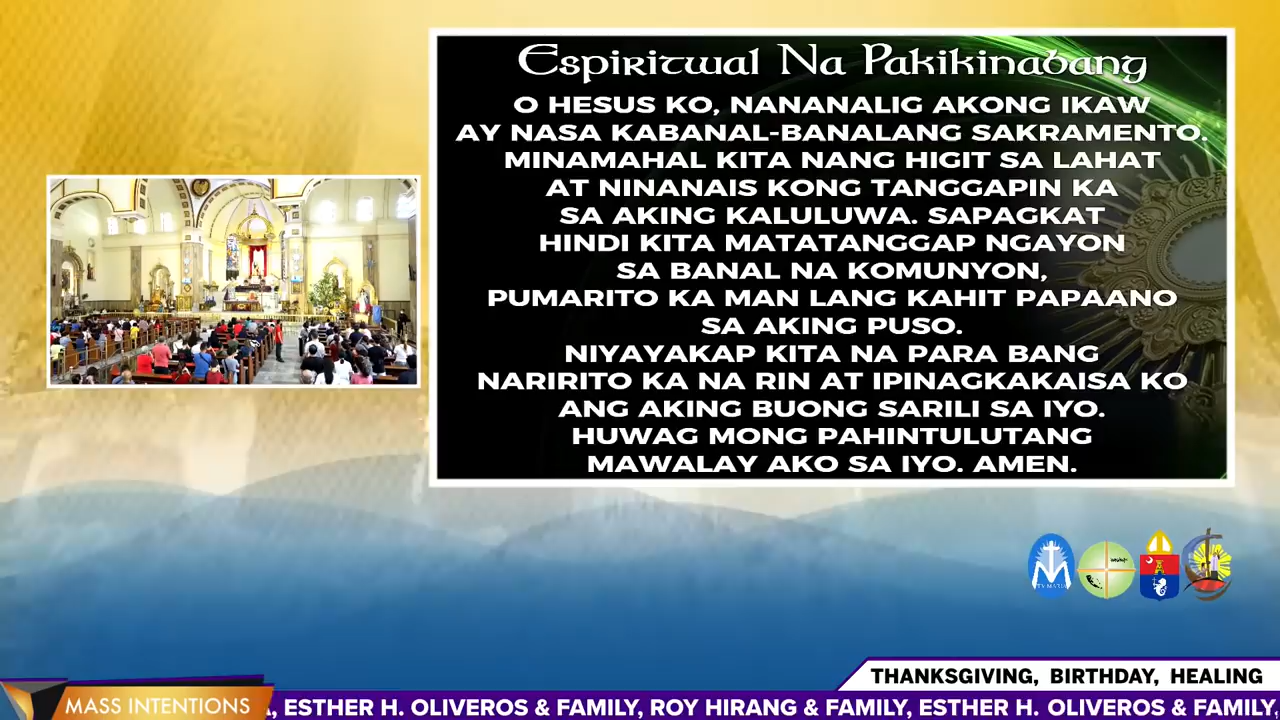 Espiritwal Na Pakikinabang
O HESUS KO, NANANALIG AKONG IKAW
AY NASA KABANAL-BANALANG SAKRAMENTO.
MINAMAHAL KITA NANG HIGIT SA LAHAT
AT NINANAIS KONG TANGGAPIN KA
SA AKING KALULUWA. SAPAGKAT
HINDI KITA MATATANGGAP NGAYON
SA BANAL NA KOMUNYON,
PUMARITO KA MAN LANG KAHIT PAPAANO
SA AKING PUSO.
NIYAYAKAP KITA NA PARA BANG
NARIRITO KA NA RIN AT IPINAGKAKAISA KO
ANG AKING BUONG SARILI SA IYO.
HUWAG MONG PAHINTULUTANG
MAWALAY AKO SA IYO. AMEN.
THANKSGIVING, BIRTHDAY, HEALING
MASS INTENTIONS
, ESTHER H. OLIVEROS & FAMILY, ROY HIRANG & FAMILY, ESTHER H. OLIVEROS & FAMILY,